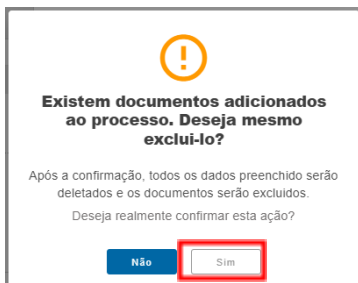 Existem documentos adicionados
ao processo. Deseja mesmo
exclui-lo?
Após a confirmação, todos os dados preenchido serão
deletados e os documentos serão excluidos.
Deseja realmente confirmar esta ação?
Não
Sim